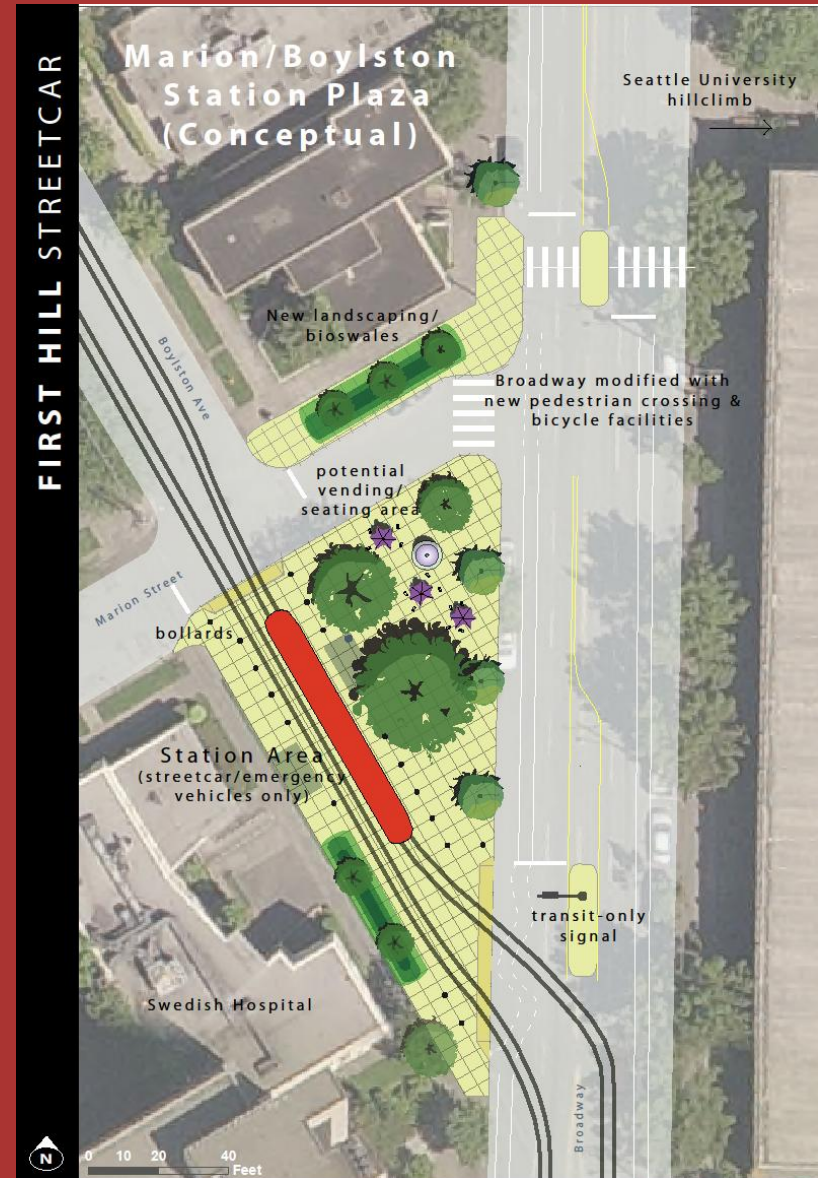 FIRST HILL STREETCAR
Marion/Boylston
Station Plaza
(Conceptual)
Seattle University
hillclimb
New landscaping/
bioswales
Boylston Ave
Broadway modified with
new pedestrian crossing &
bicycle facilities
potential
vending/
seating area
Marion Street
bollards
Station Area
(streetcar/emergency
vehicles only)
transit-only
signal
Swedish Hospital
Broadway
N
0 10 20 40
Feet